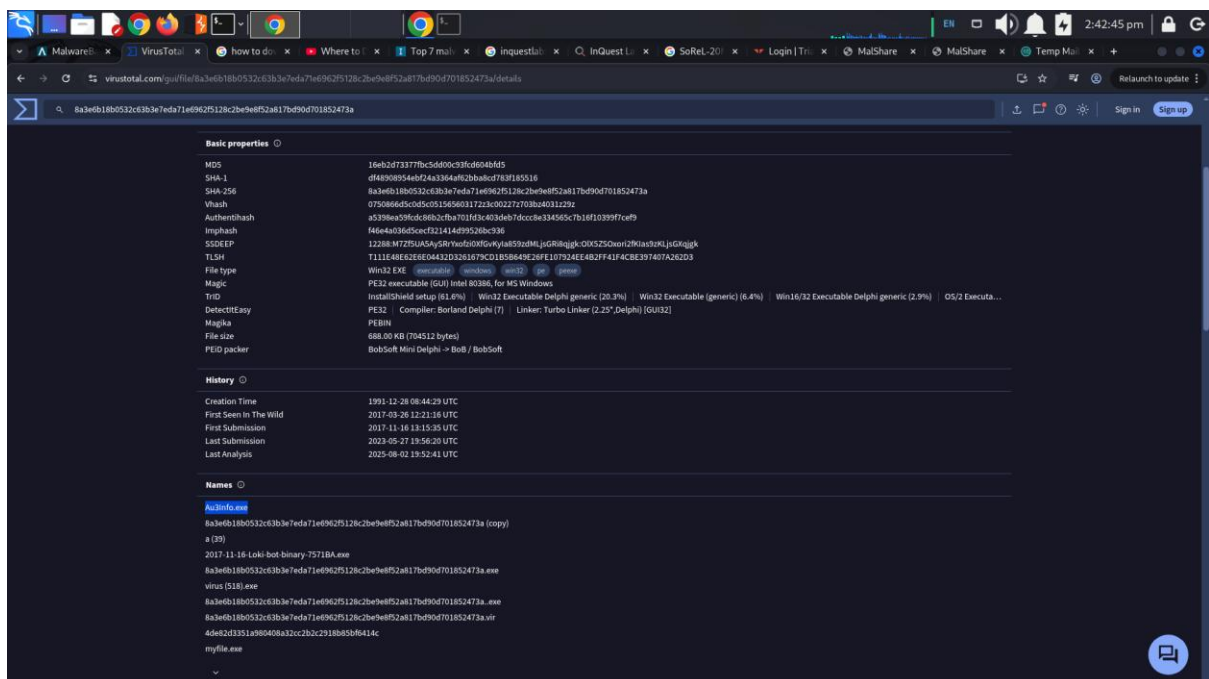 EN
2:42:45 pm
MalwareB
VirusTotal
how to do
Where to
Top 7 mal
inquestlab
InQuest La
SoReL-20
Login | Tri
MalShare
MalShare
Temp Mail
virustotal.com/gui/file/8a3e6b18b0532c63b3e7eda71e6962f5128c2be9e8f52a817bd90d701852473a/details
Relaunch to update
8a3e6b18b0532c63b3e7eda71e6962f5128c2be9e8f52a817bd90d701852473a
Sign in
Sign up
Basic properties
MD5 16eb2d73377fbc5dd00c93fcd604bfd5
SHA-1 df48908954ebf24a3364af62bba8cd783f185516
SHA-256 8a3e6b18b0532c63b3e7eda71e6962f5128c2be9e8f52a817bd90d701852473a
Vhash 0750866d5c0d5c051565603172z3c00227z703bz4031z29z
Authentihash a5398ea59fcdc86b2cfba701fd3c403deb7dccc8e334565c7b16f10399f7cef9
Imphash f46e4a036d5cecf321414d99526bc936
SSDEEP 12288:M7Zf5UA5AySRrYxofzi0XfGvKyIa859zdMLjsGRi8qjgk:OlX5ZSOxori2fKIas9zKLjsGXqjgk
TLSH T111E48E62E6E04432D3261679CD1B5B649E26FE107924EE4B2FF41F4CBE397407A262D3
File type Win32 EXE executable windows win32 pe peexe
Magic PE32 executable (GUI) Intel 80386, for MS Windows
TrID InstallShield setup (61.6%) | Win32 Executable Delphi generic (20.3%) | Win32 Executable (generic) (6.4%) | Win16/32 Executable Delphi generic (2.9%) | OS/2 Executa...
DetectItEasy PE32 | Compiler: Borland Delphi (7) | Linker: Turbo Linker (2.25*,Delphi) [GUI32]
Magika PEBIN
File size 688.00 KB (704512 bytes)
PEiD packer BobSoft Mini Delphi -> BoB / BobSoft
History
Creation Time 1991-12-28 08:44:29 UTC
First Seen In The Wild 2017-03-26 12:21:16 UTC
First Submission 2017-11-16 13:15:35 UTC
Last Submission 2023-05-27 19:56:20 UTC
Last Analysis 2025-08-02 19:52:41 UTC
Names
Au3Info.exe
8a3e6b18b0532c63b3e7eda71e6962f5128c2be9e8f52a817bd90d701852473a (copy)
a (39)
2017-11-16-Loki-bot-binary-7571BA.exe
8a3e6b18b0532c63b3e7eda71e6962f5128c2be9e8f52a817bd90d701852473a.exe
virus (518).exe
8a3e6b18b0532c63b3e7eda71e6962f5128c2be9e8f52a817bd90d701852473a..exe
8a3e6b18b0532c63b3e7eda71e6962f5128c2be9e8f52a817bd90d701852473a.vir
4de82d3351a980408a32cc2b2c2918b85bf6414c
myfile.exe